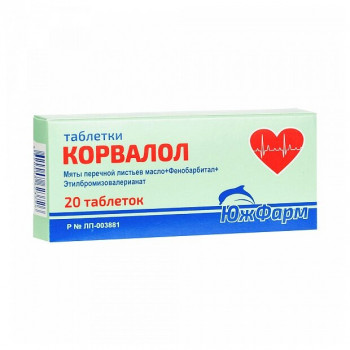 таблетки
КОРВАЛОЛ
Мяты перечной листьев масло+Фенобарбитал+
Этилбромизовалерианат
20 таблеток
Р № ЛП-003881
ЮжФарм